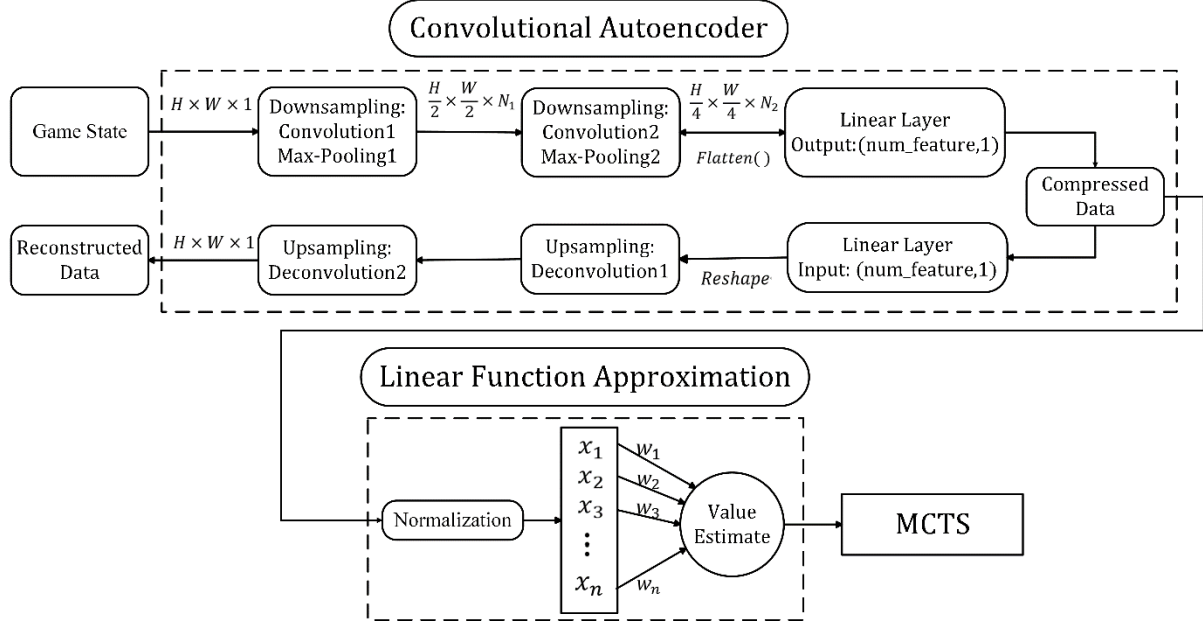 Convolutional Autoencoder
Game State
H × W × 1
Downsampling:
Convolution1
Max-Pooling1
H/2 × W/2 × N₁
Downsampling:
Convolution2
Max-Pooling2
H/4 × W/4 × N₂
Flatten()
Linear Layer
Output:(num_feature,1)
Compressed
Data
Reconstructed
Data
H × W × 1
Upsampling:
Deconvolution2
Upsampling:
Deconvolution1
Reshape
Linear Layer
Input: (num_feature,1)
Linear Function Approximation
Normalization
x₁
x₂
x₃
⋮
xₙ
w₁
w₂
w₃
wₙ
Value
Estimate
MCTS